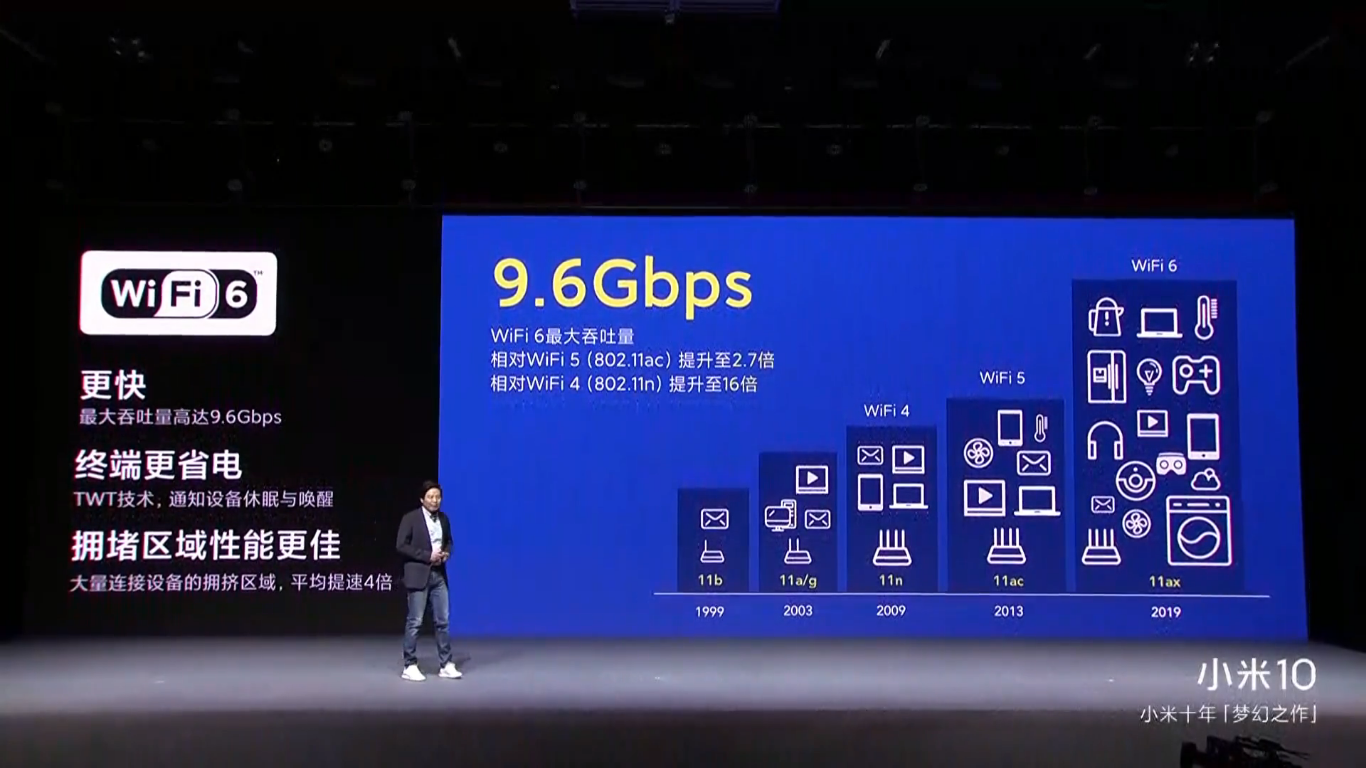 WiFi 6™
更快
最大吞吐量高达9.6Gbps
终端更省电
TWT技术，通知设备休眠与唤醒
拥堵区域性能更佳
大量连接设备的拥挤区域，平均提速4倍
9.6Gbps
WiFi 6最大吞吐量
相对WiFi 5（802.11ac）提升至2.7倍
相对WiFi 4（802.11n）提升至16倍
WiFi 4
WiFi 5
WiFi 6
11b
11a/g
11n
11ac
11ax
1999
2003
2009
2013
2019
小米10
小米十年「梦幻之作」